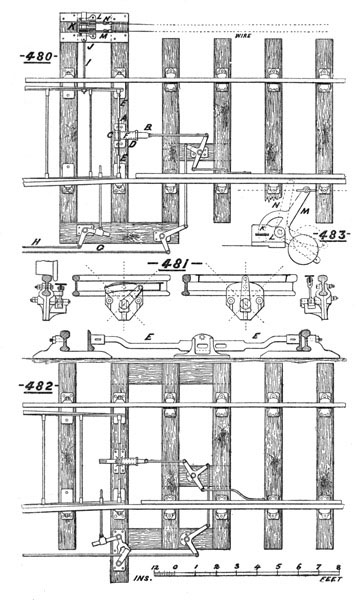 L K
K
M
J
I
WIRE
-480-
E
A
C
B
D
E
N
M
-483-
K
L
H
O
-481-
E E
-482-
12 0 1 2 3 4 5 6 7 8
INS. FEET